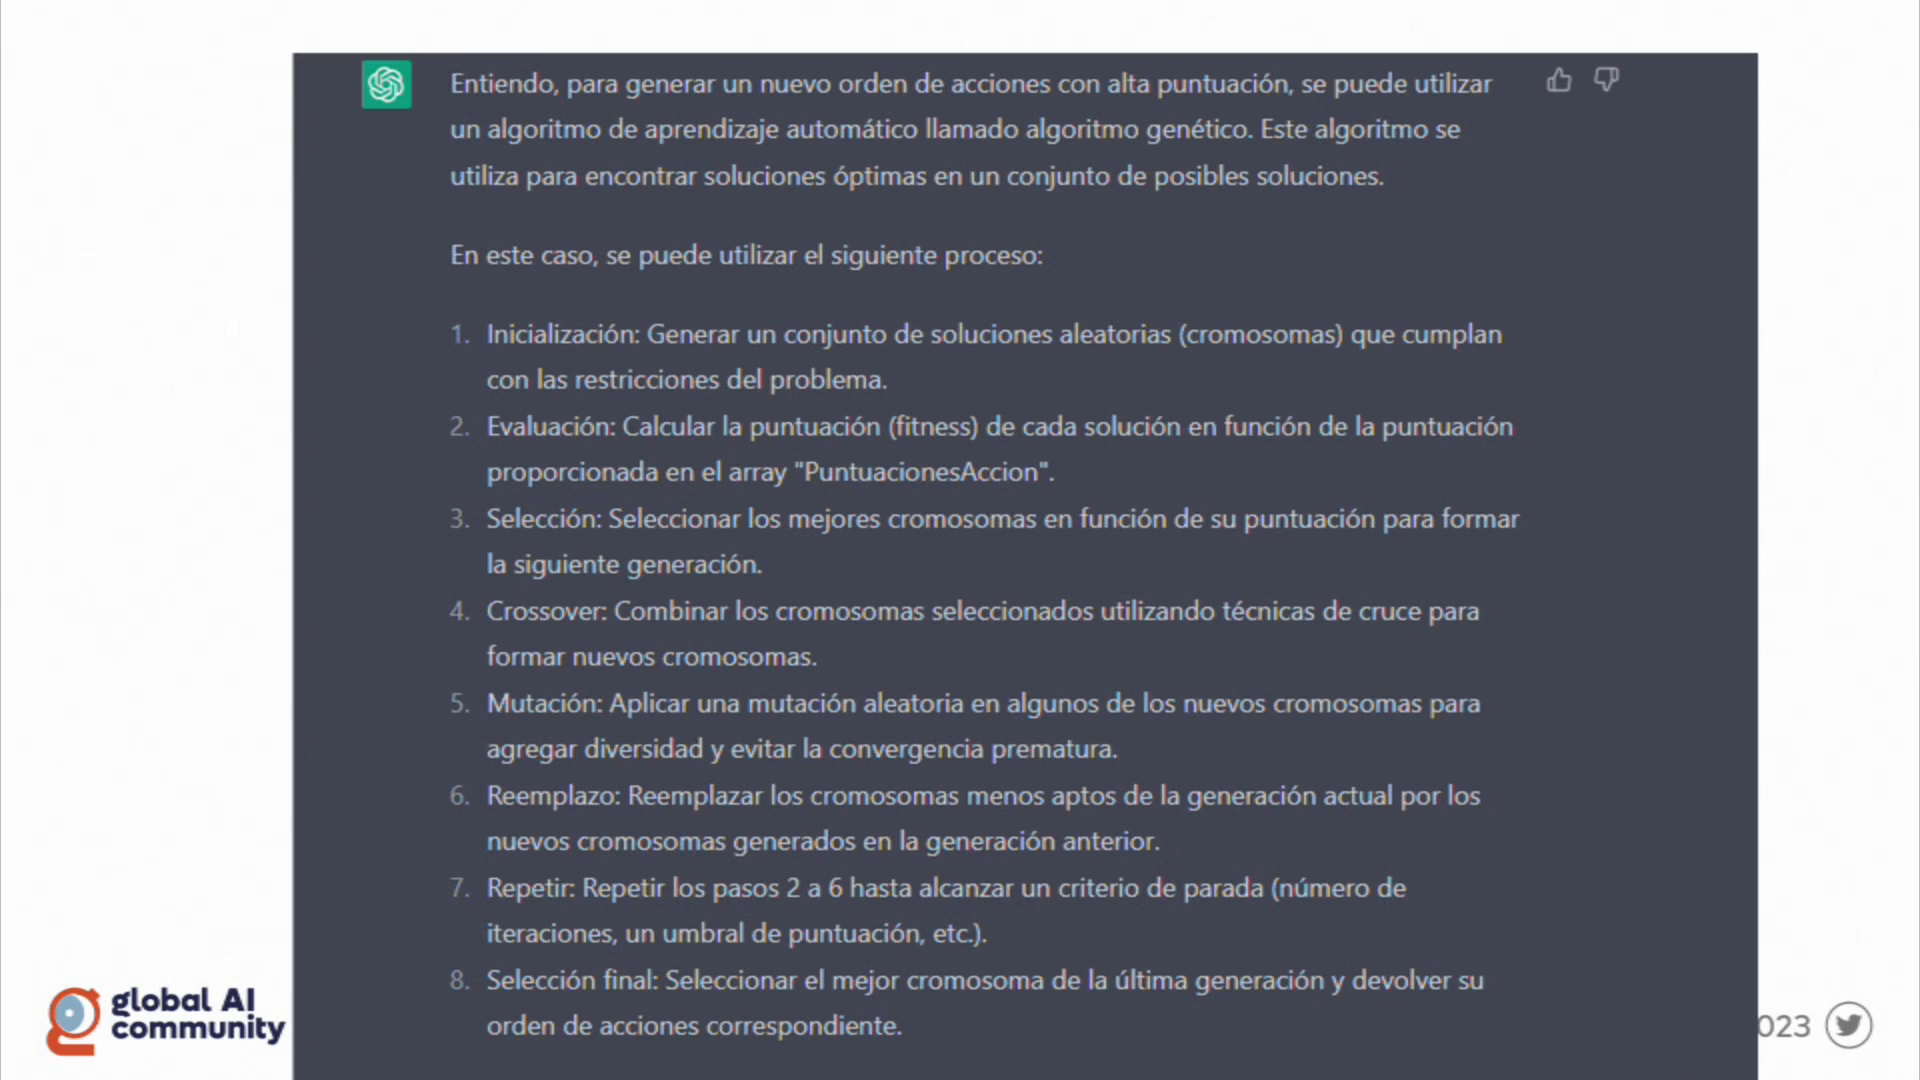 Entiendo, para generar un nuevo orden de acciones con alta puntuación, se puede utilizar
un algoritmo de aprendizaje automático llamado algoritmo genético. Este algoritmo se
utiliza para encontrar soluciones óptimas en un conjunto de posibles soluciones.
En este caso, se puede utilizar el siguiente proceso:
1. Inicialización: Generar un conjunto de soluciones aleatorias (cromosomas) que cumplan
con las restricciones del problema.
2. Evaluación: Calcular la puntuación (fitness) de cada solución en función de la puntuación
proporcionada en el array "PuntuacionesAccion".
3. Selección: Seleccionar los mejores cromosomas en función de su puntuación para formar
la siguiente generación.
4. Crossover: Combinar los cromosomas seleccionados utilizando técnicas de cruce para
formar nuevos cromosomas.
5. Mutación: Aplicar una mutación aleatoria en algunos de los nuevos cromosomas para
agregar diversidad y evitar la convergencia prematura.
6. Reemplazo: Reemplazar los cromosomas menos aptos de la generación actual por los
nuevos cromosomas generados en la generación anterior.
7. Repetir: Repetir los pasos 2 a 6 hasta alcanzar un criterio de parada (número de
iteraciones, un umbral de puntuación, etc.).
8. Selección final: Seleccionar el mejor cromosoma de la última generación y devolver su
orden de acciones correspondiente.
global AI
community
023